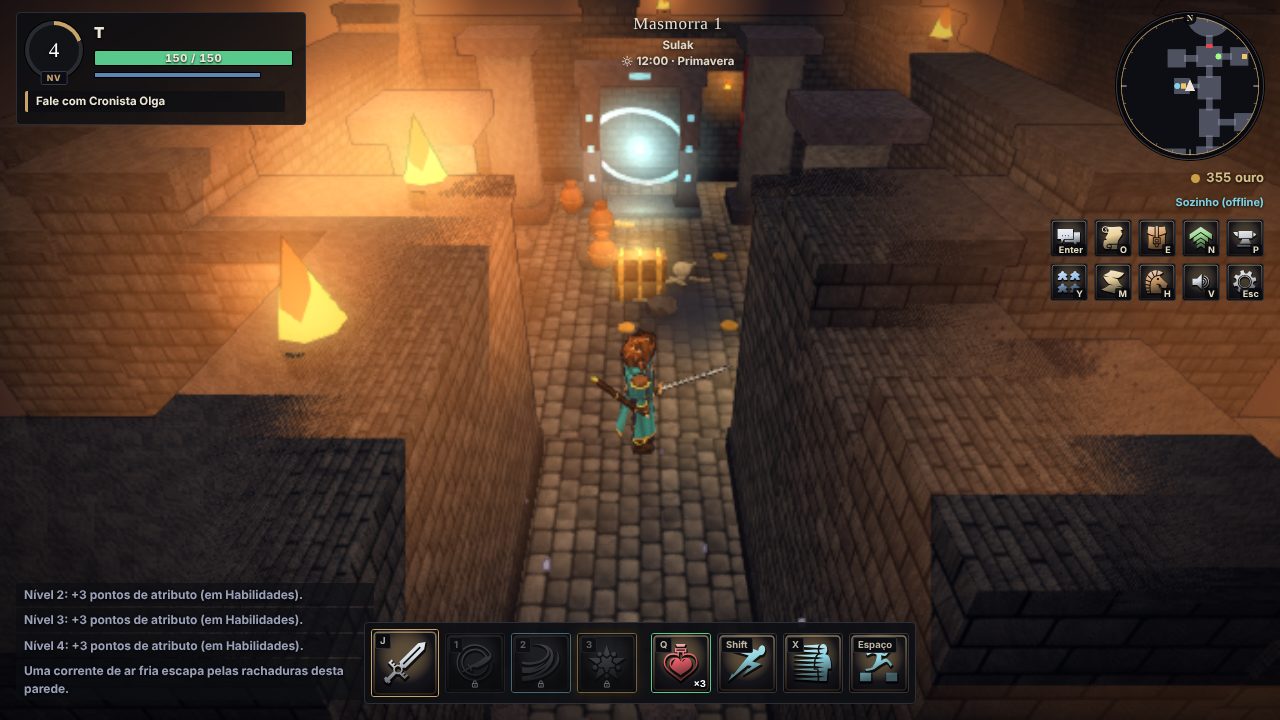 Masmorra 1
Sulak
12:00 · Primavera
4
NV
T
150 / 150
Fale com Cronista Olga
N
355 ouro
Sozinho (offline)
Enter
O
E
N
P
Y
M
H
V
Esc
Nível 2: +3 pontos de atributo (em Habilidades).
Nível 3: +3 pontos de atributo (em Habilidades).
Nível 4: +3 pontos de atributo (em Habilidades).
Uma corrente de ar fria escapa pelas rachaduras desta
parede.
J
1
2
3
Q
×3
Shift
X
Espaço